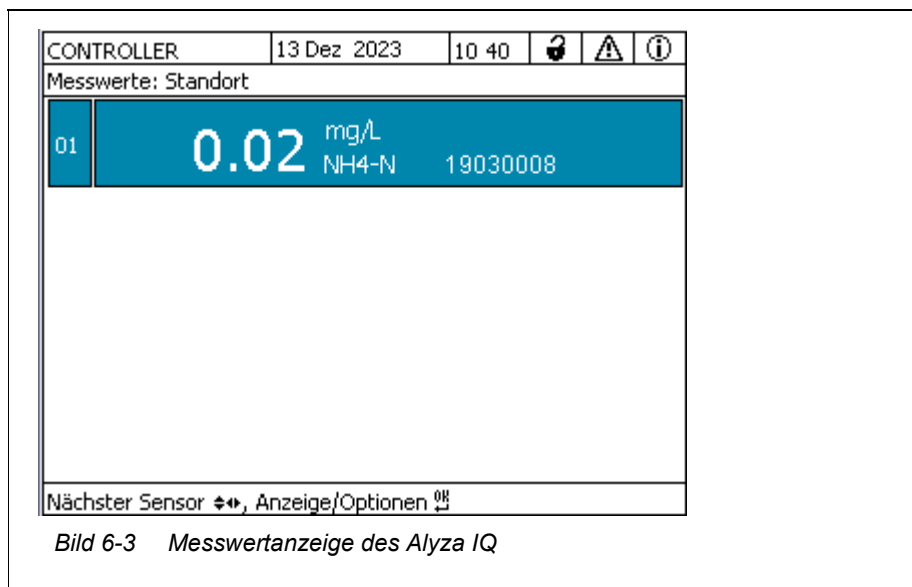 CONTROLLER 13 Dez 2023 10 40
Messwerte: Standort
01 0.02 mg/L
NH4-N 19030008
Nächster Sensor, Anzeige/Optionen OK
Bild 6-3 Messwertanzeige des Alyza IQ